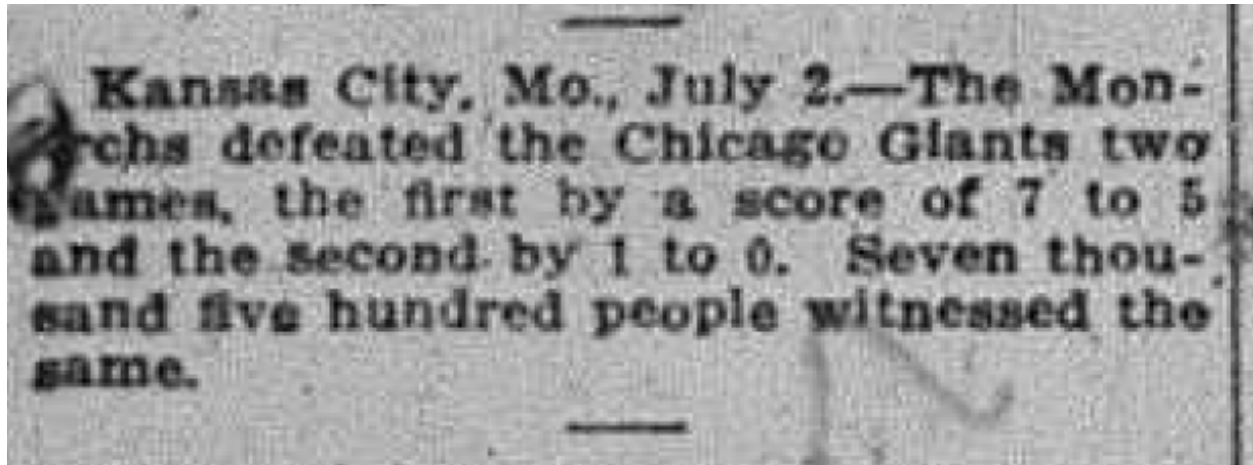 Kansas City, Mo., July 2.—The Mon-
archs defeated the Chicago Giants two
games, the first by a score of 7 to 5
and the second by 1 to 0. Seven thou-
sand five hundred people witnessed the
same.